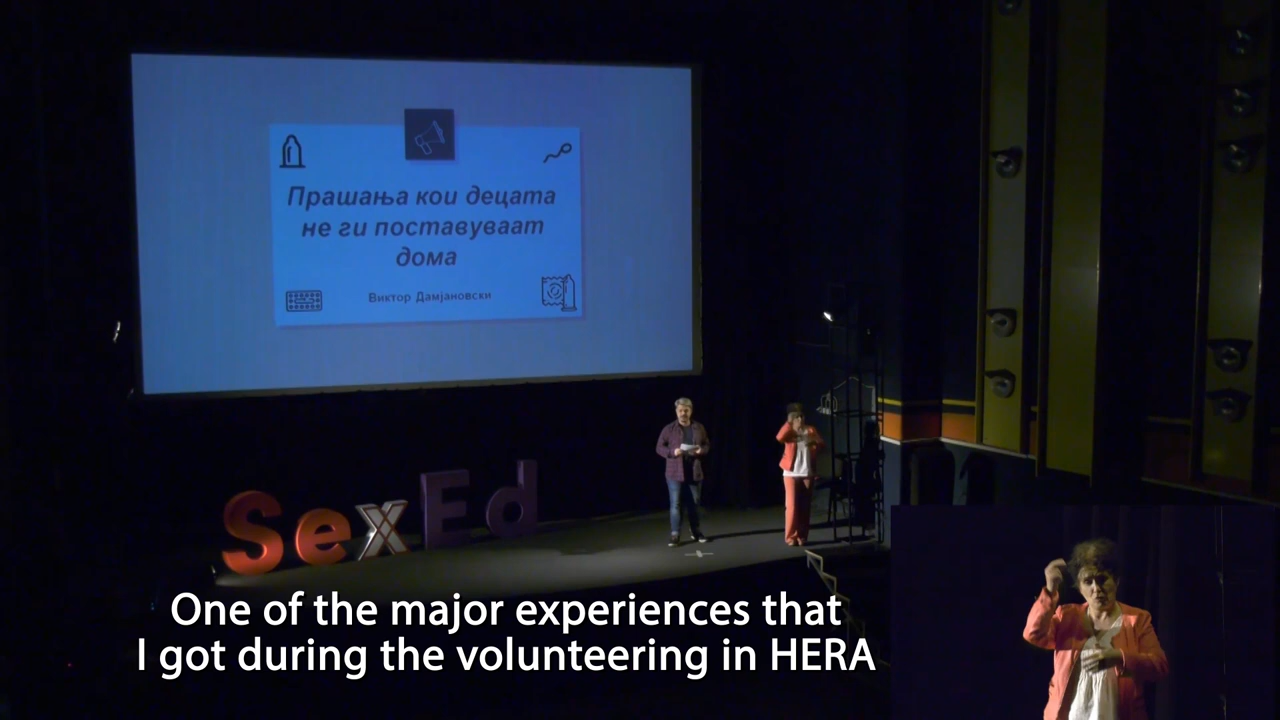 Прашања кои децата
не ги поставуваат
дома
Виктор Дамјановски
SexEd
One of the major experiences that
I got during the volunteering in HERA